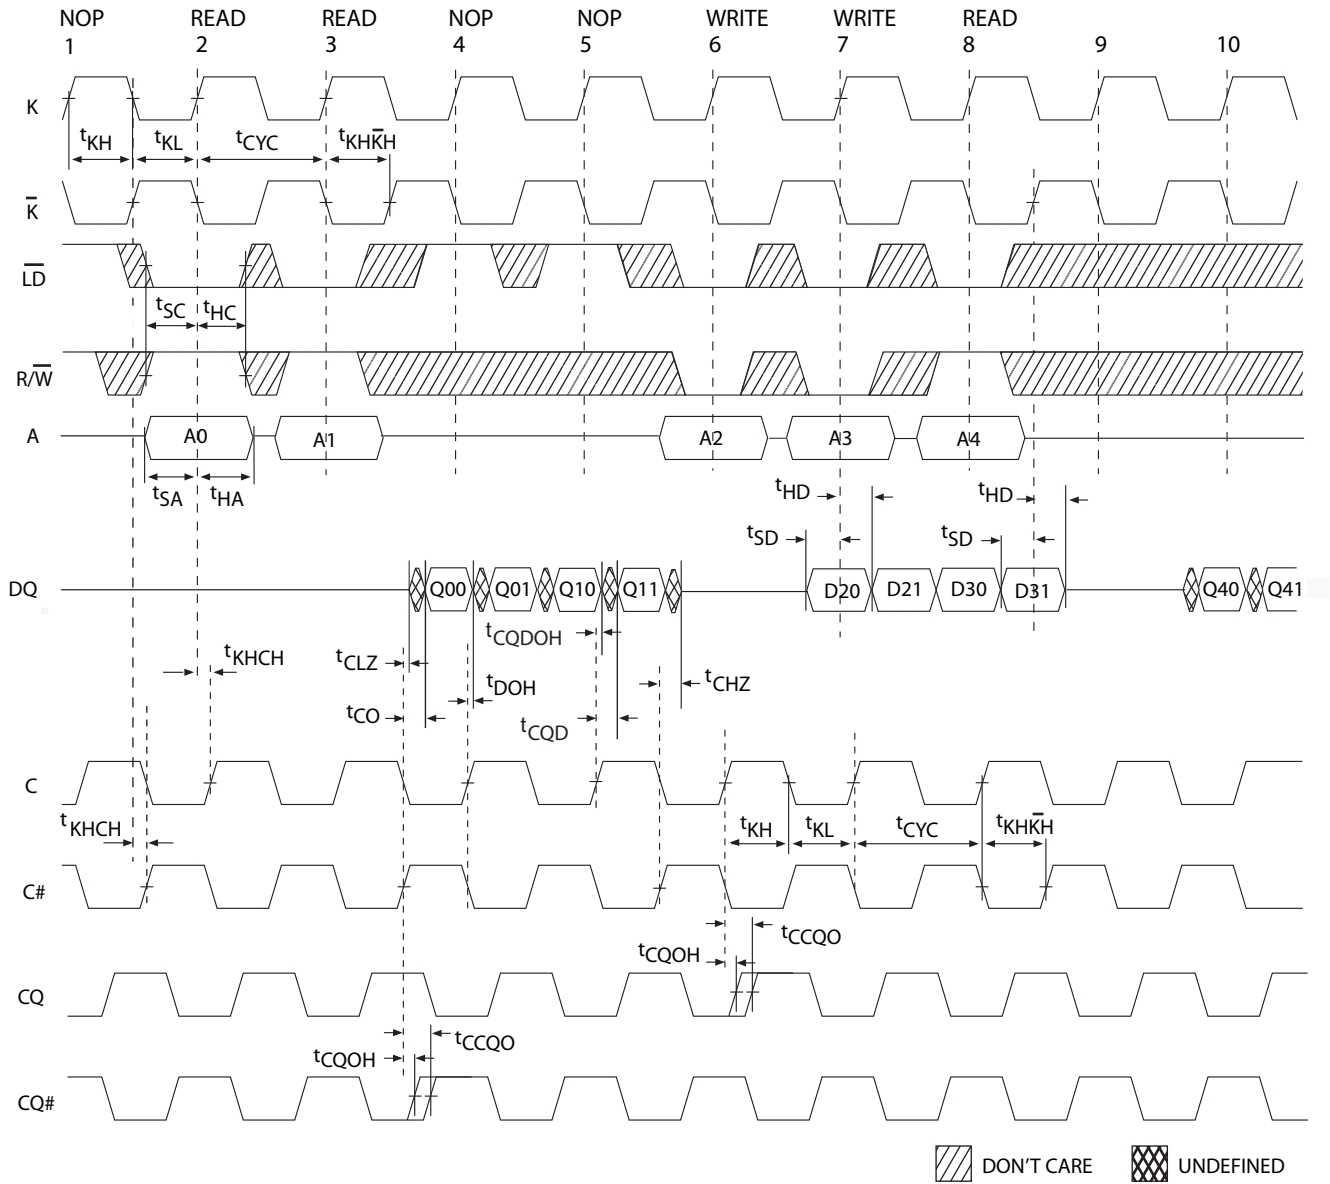 NOP READ READ NOP NOP WRITE WRITE READ
1 2 3 4 5 6 7 8 9 10
K
tKH tKL tCYC tKHK̅H
K̅
L̅D̅
tSC tHC
R/W̅
A A0 A1 A2 A3 A4
tSA tHA tHD tHD
tSD tSD
DQ Q00 Q01 Q10 Q11 D20 D21 D30 D31 Q40 Q41
tCQDOH
tKHCH tCLZ tDOH tCHZ
tCO tCQD
C
tKHCH tKH tKL tCYC tKHK̅H
C#
tCCQO
tCQOH
CQ
tCCQO
tCQOH
CQ#
DON'T CARE UNDEFINED